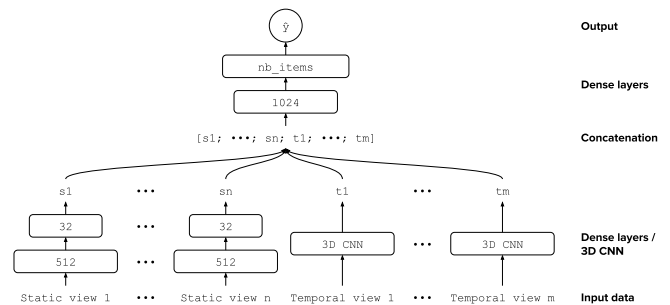 ŷ Output
nb_items
Dense layers
1024
[s1; •••; sn; t1; •••; tm] Concatenation
s1 ••• sn t1 ••• tm
32 ••• 32
3D CNN ••• 3D CNN Dense layers /
3D CNN
512 ••• 512
Static view 1 ••• Static view n Temporal view 1 ••• Temporal view m Input data